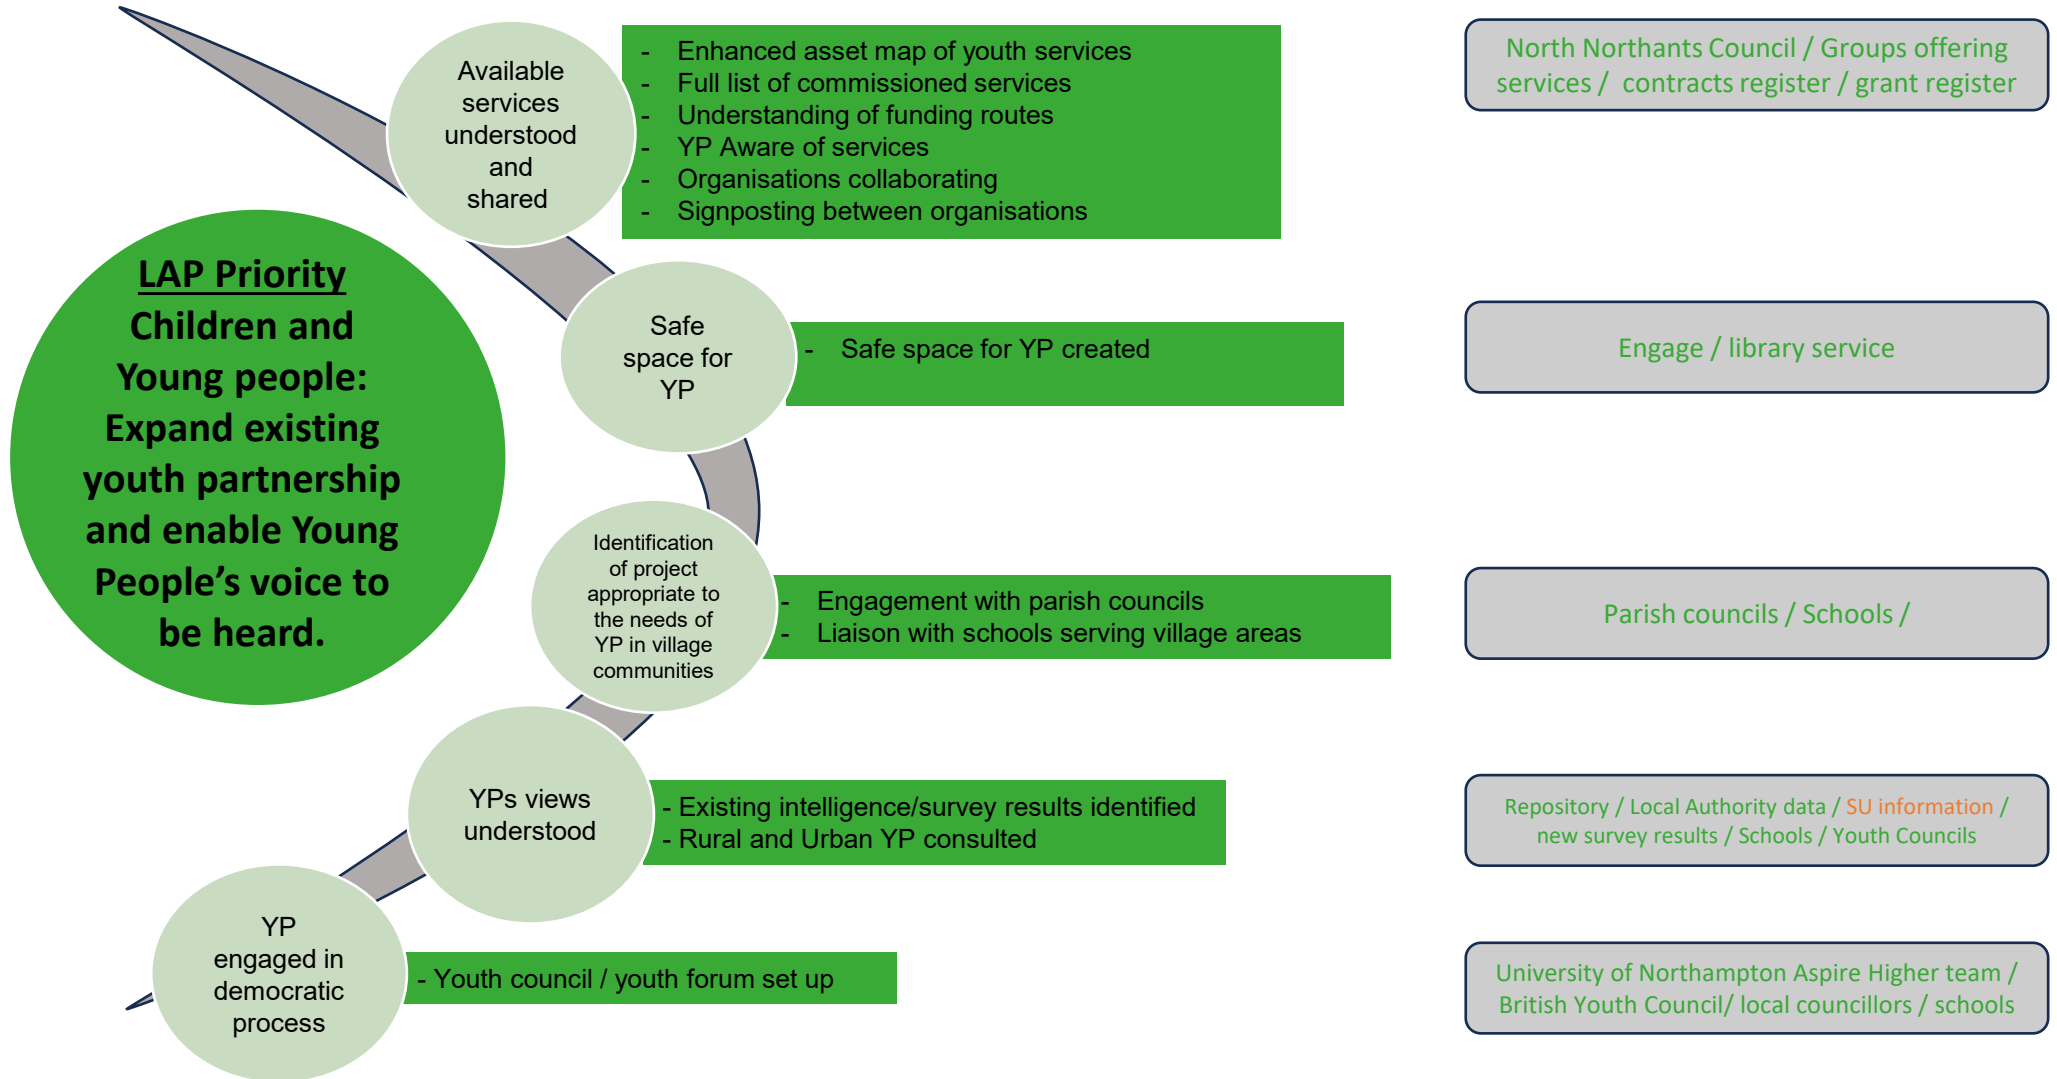 LAP Priority
Children and
Young people:
Expand existing
youth partnership
and enable Young
People’s voice to
be heard.
Available
services
understood
and
shared
- Enhanced asset map of youth services
- Full list of commissioned services
- Understanding of funding routes
- YP Aware of services
- Organisations collaborating
- Signposting between organisations
North Northants Council / Groups offering
services / contracts register / grant register
Safe
space for
YP
- Safe space for YP created
Engage / library service
Identification
of project
appropriate to
the needs of
YP in village
communities
- Engagement with parish councils
- Liaison with schools serving village areas
Parish councils / Schools /
YPs views
understood
- Existing intelligence/survey results identified
- Rural and Urban YP consulted
Repository / Local Authority data / SU information /
new survey results / Schools / Youth Councils
YP
engaged in
democratic
process
- Youth council / youth forum set up
University of Northampton Aspire Higher team /
British Youth Council/ local councillors / schools